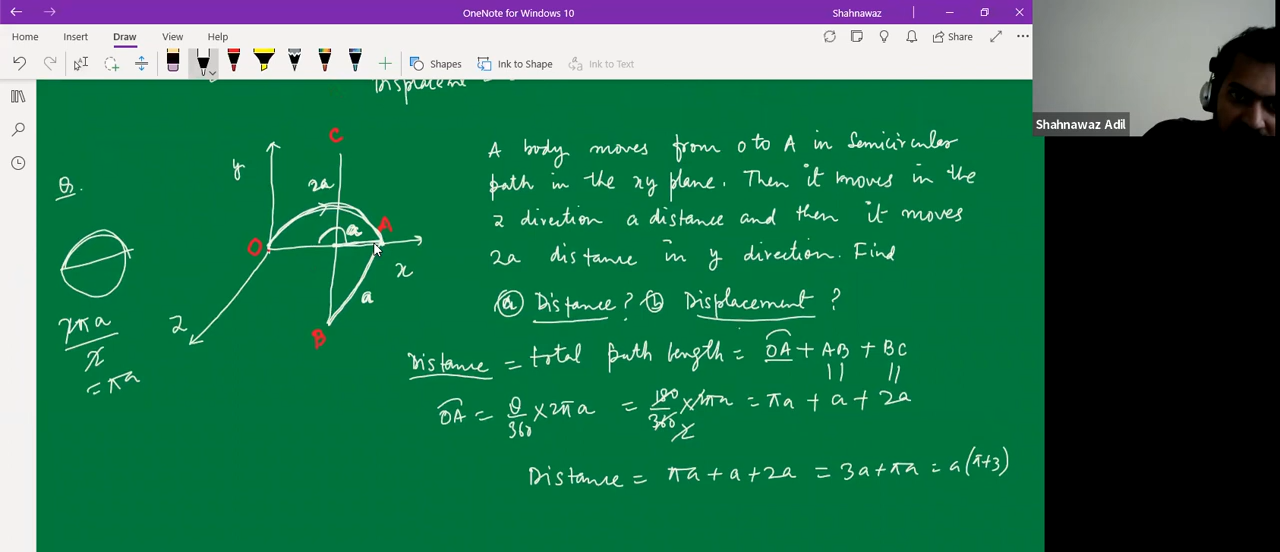 OneNote for Windows 10
Shahnawaz
Home Insert Draw View Help
Share
Shapes
Ink to Shape
Ink to Text
Displaceme
Shahnawaz Adil
C
y
2a
A
a
O
x
a
z
B
θ.
2πa
2
= πa
A body moves from O to A in Semicircular
path in the xy plane. Then it moves in the
z direction a distance and then it moves
2a distance in y direction. Find
(a) Distance? (b) Displacement?
Distance = total path length = OA + AB + BC
OA = θ/360 × 2πa = 180/360 × 2πa = πa + a + 2a
2
Distance = πa + a + 2a = 3a + πa = a(π+3)